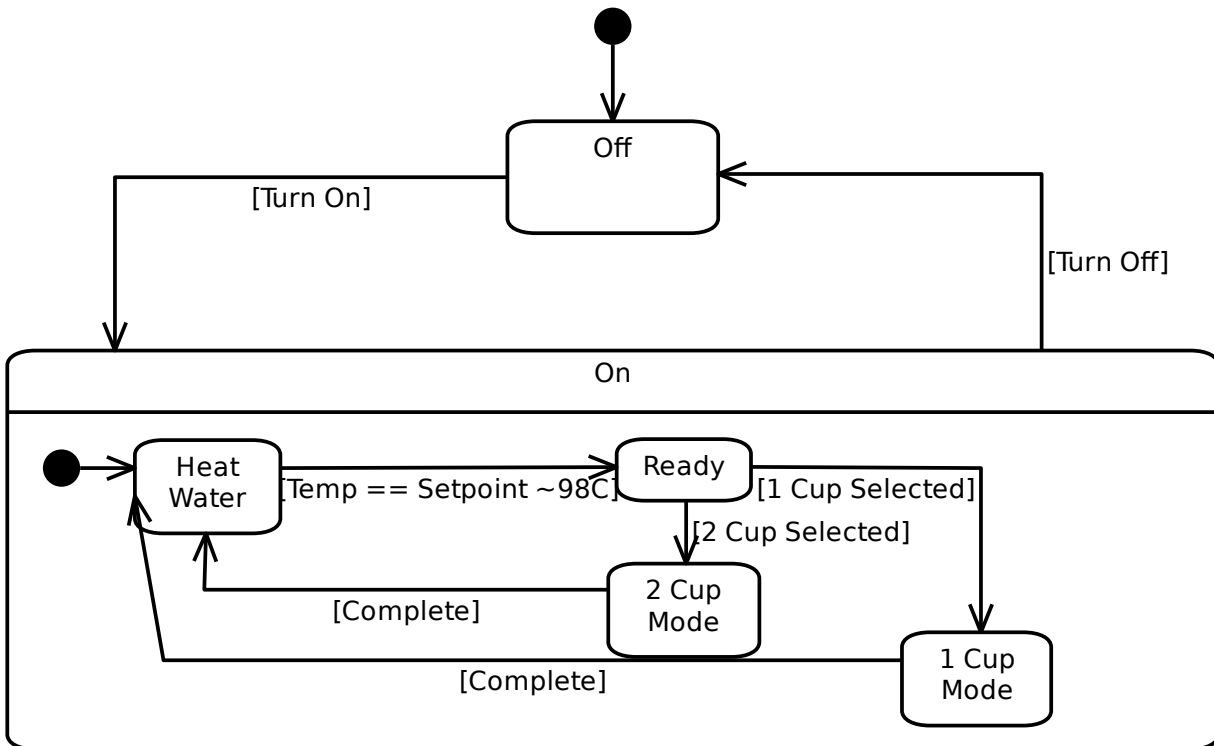 Off
[Turn On]
[Turn Off]
On
Heat
Water
[Temp == Setpoint ~98C]
Ready
[1 Cup Selected]
[2 Cup Selected]
2 Cup
Mode
[Complete]
1 Cup
Mode
[Complete]